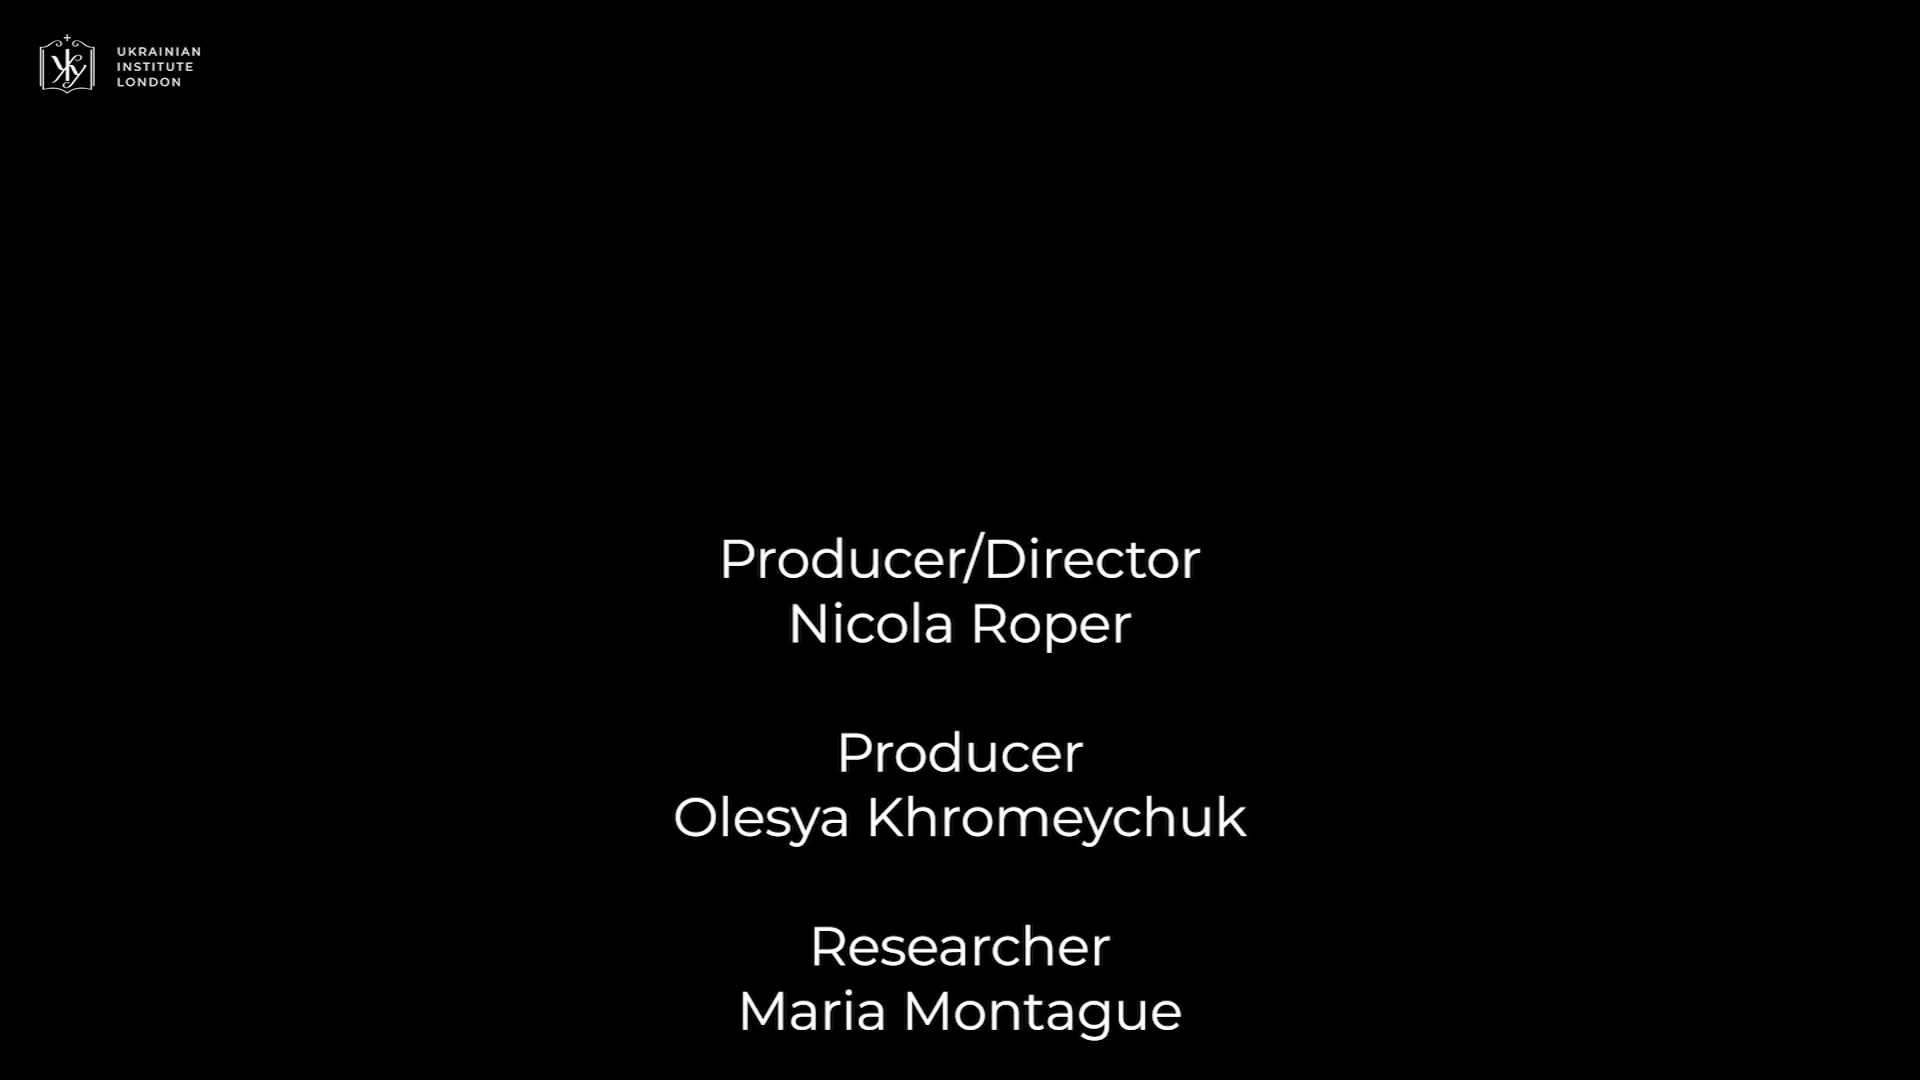 UKRAINIAN
INSTITUTE
LONDON
Producer/Director
Nicola Roper
Producer
Olesya Khromeychuk
Researcher
Maria Montague